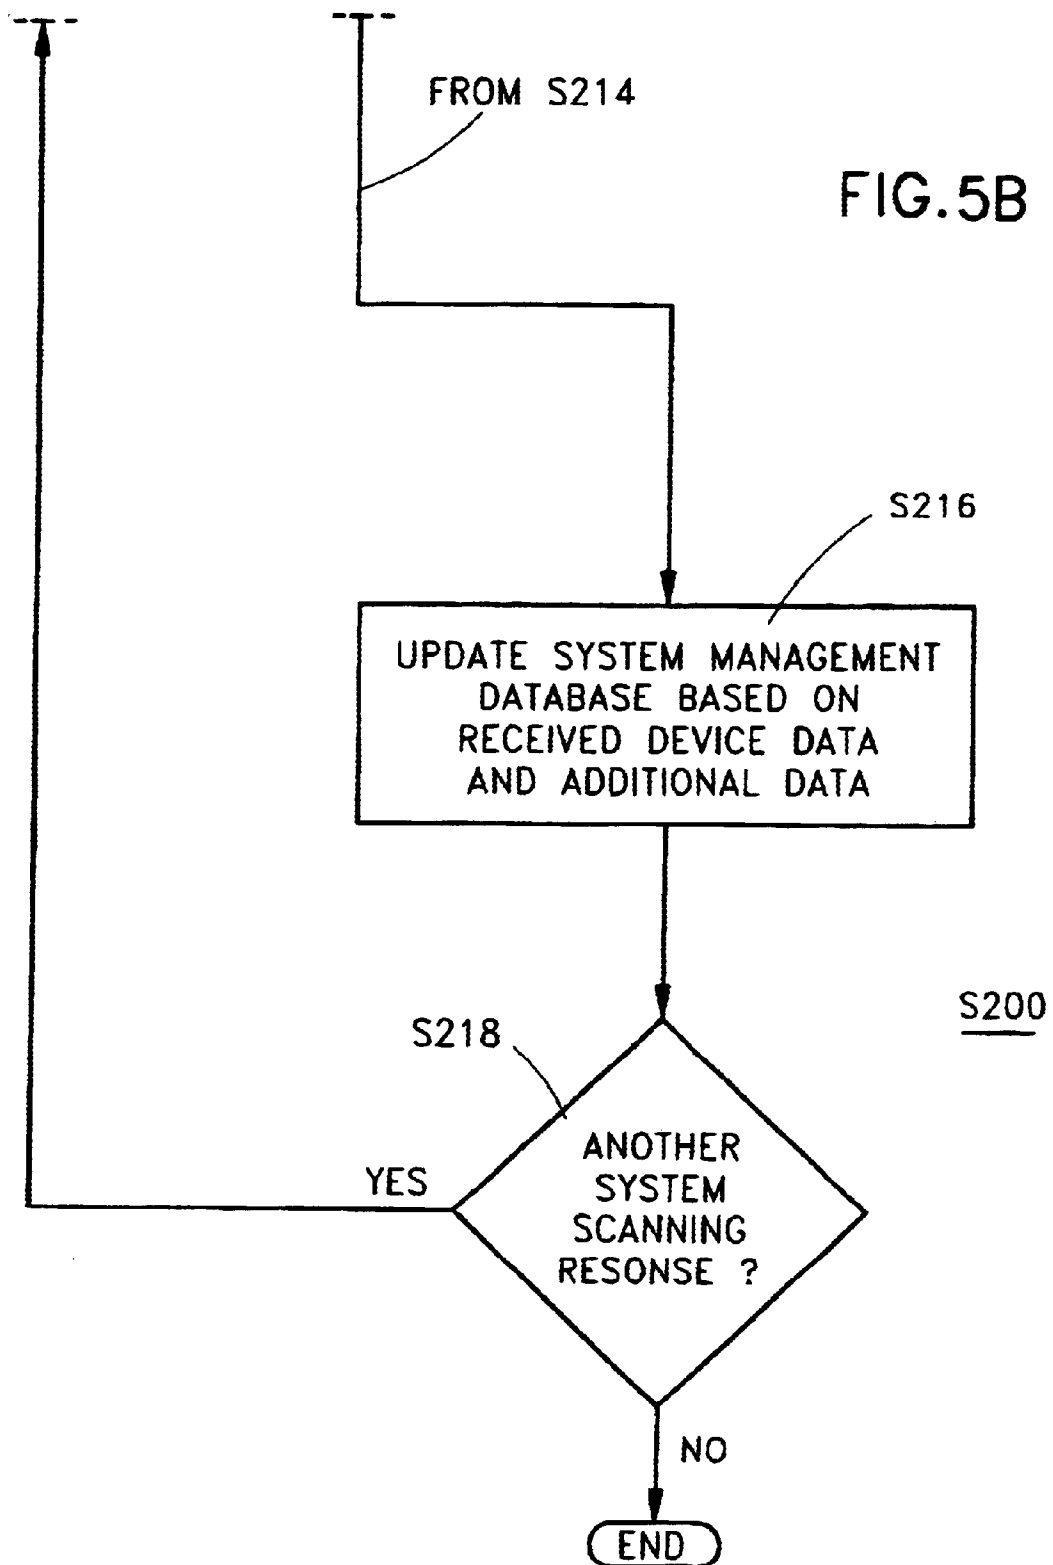 FROM S214
FIG.5B
S216
UPDATE SYSTEM MANAGEMENT
DATABASE BASED ON
RECEIVED DEVICE DATA
AND ADDITIONAL DATA
S200
S218
ANOTHER
SYSTEM
SCANNING
RESONSE ?
YES
NO
END